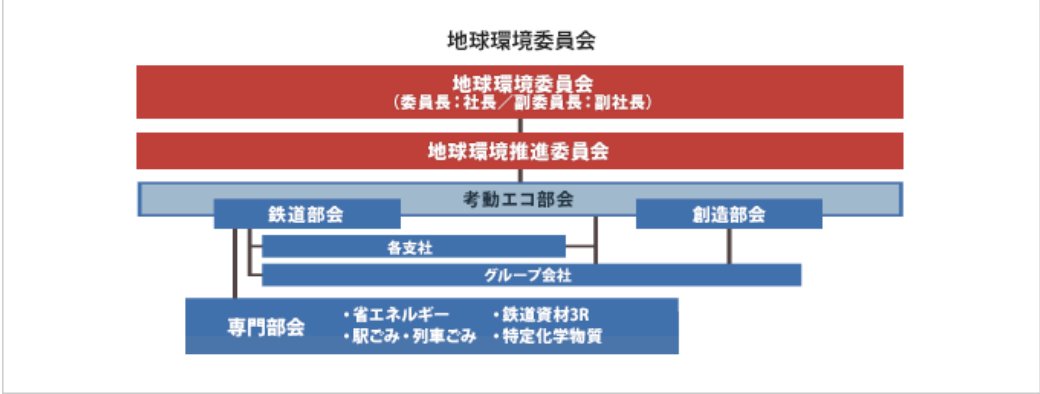 地球環境委員会
地球環境委員会
（委員長：社長／副委員長：副社長）
地球環境推進委員会
考動エコ部会
鉄道部会
創造部会
各支社
グループ会社
専門部会
・省エネルギー ・鉄道資材3R
・駅ごみ・列車ごみ ・特定化学物質